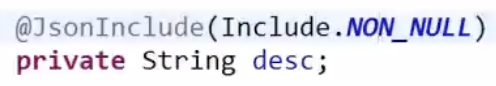 @JsonInclude(Include.NON_NULL)
private String desc;